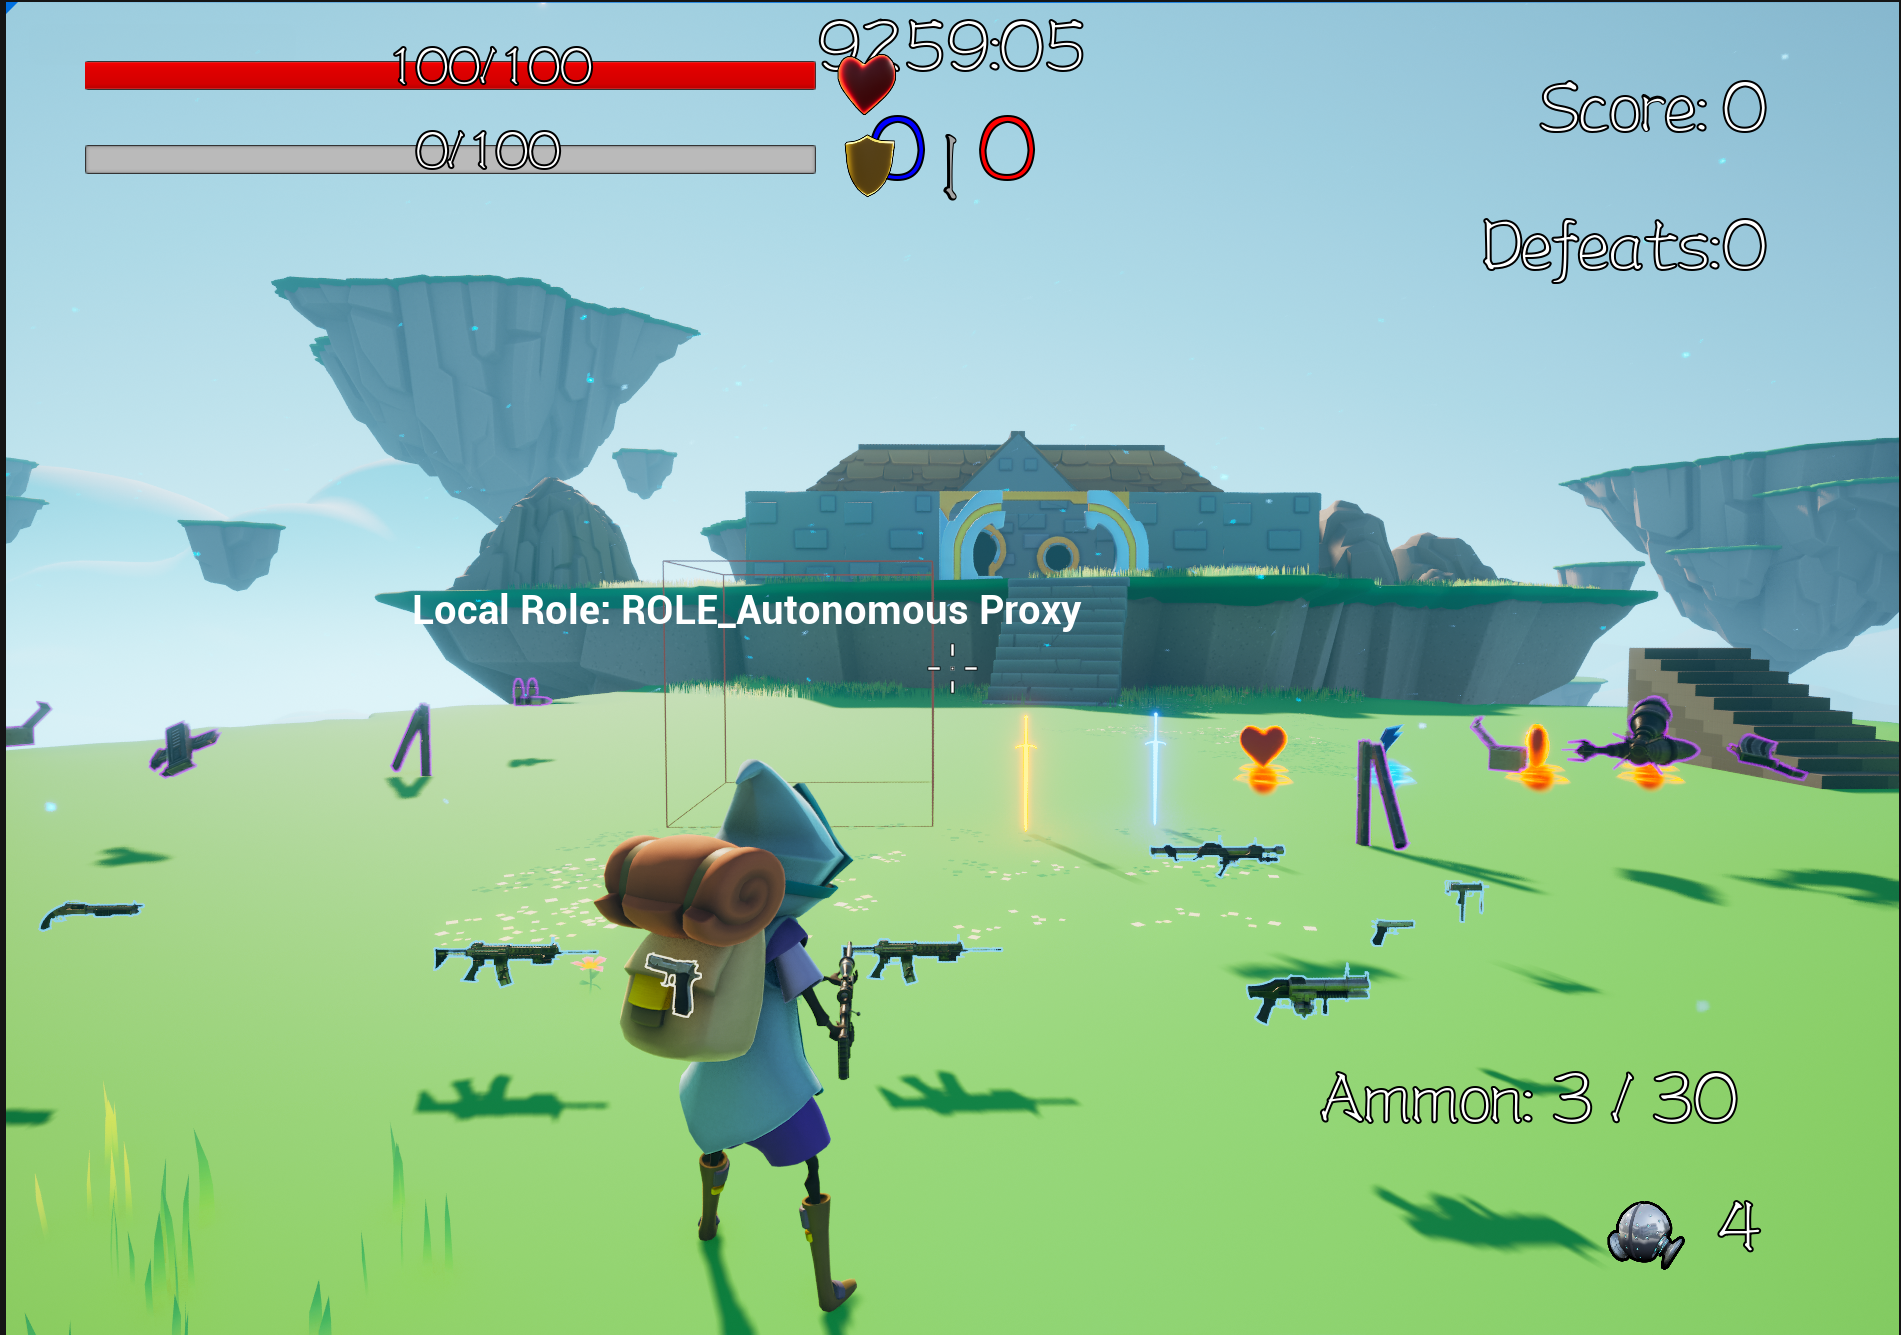 100/100
9259:05
0/100
0 | 0
Score: 0
Defeats:0
Local Role: ROLE_Autonomous Proxy
Ammon: 3 / 30
4